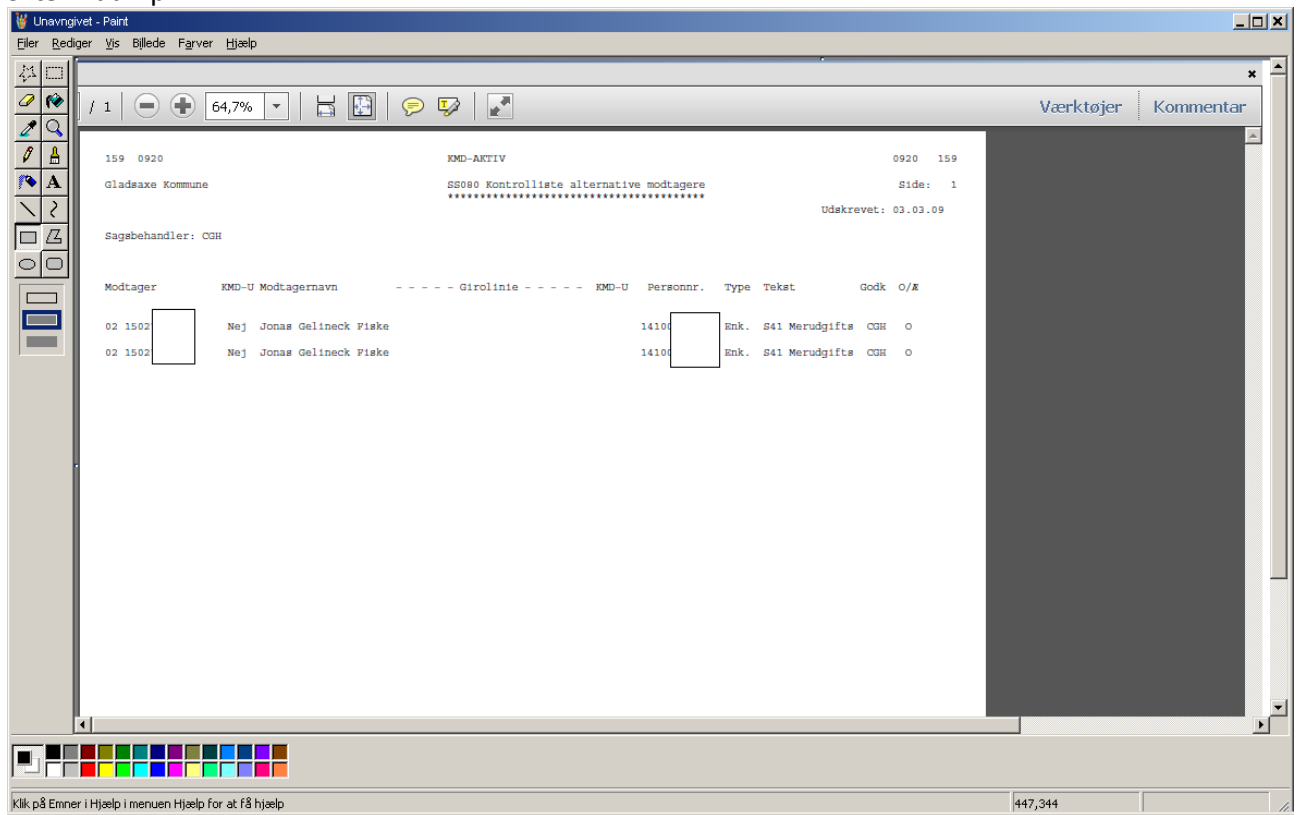 Unavngivet - Paint
Filer Rediger Vis Billede Farver Hjælp
/ 1 64,7% Værktøjer Kommentar
159 0920 KMD-AKTIV 0920 159
Gladsaxe Kommune SS080 Kontrolliste alternative modtagere Side: 1
****************************************
Udskrevet: 03.03.09
Sagsbehandler: CGH
Modtager KMD-U Modtagernavn - - - - - Girolinie - - - - - KMD-U Personnr. Type Tekst Godk O/Æ
02 1502 Nej Jonas Gelineck Fiske 14100 Enk. S41 Merudgifts CGH O
02 1502 Nej Jonas Gelineck Fiske 14100 Enk. S41 Merudgifts CGH O
Klik på Emner i Hjælp i menuen Hjælp for at få hjælp 447,344